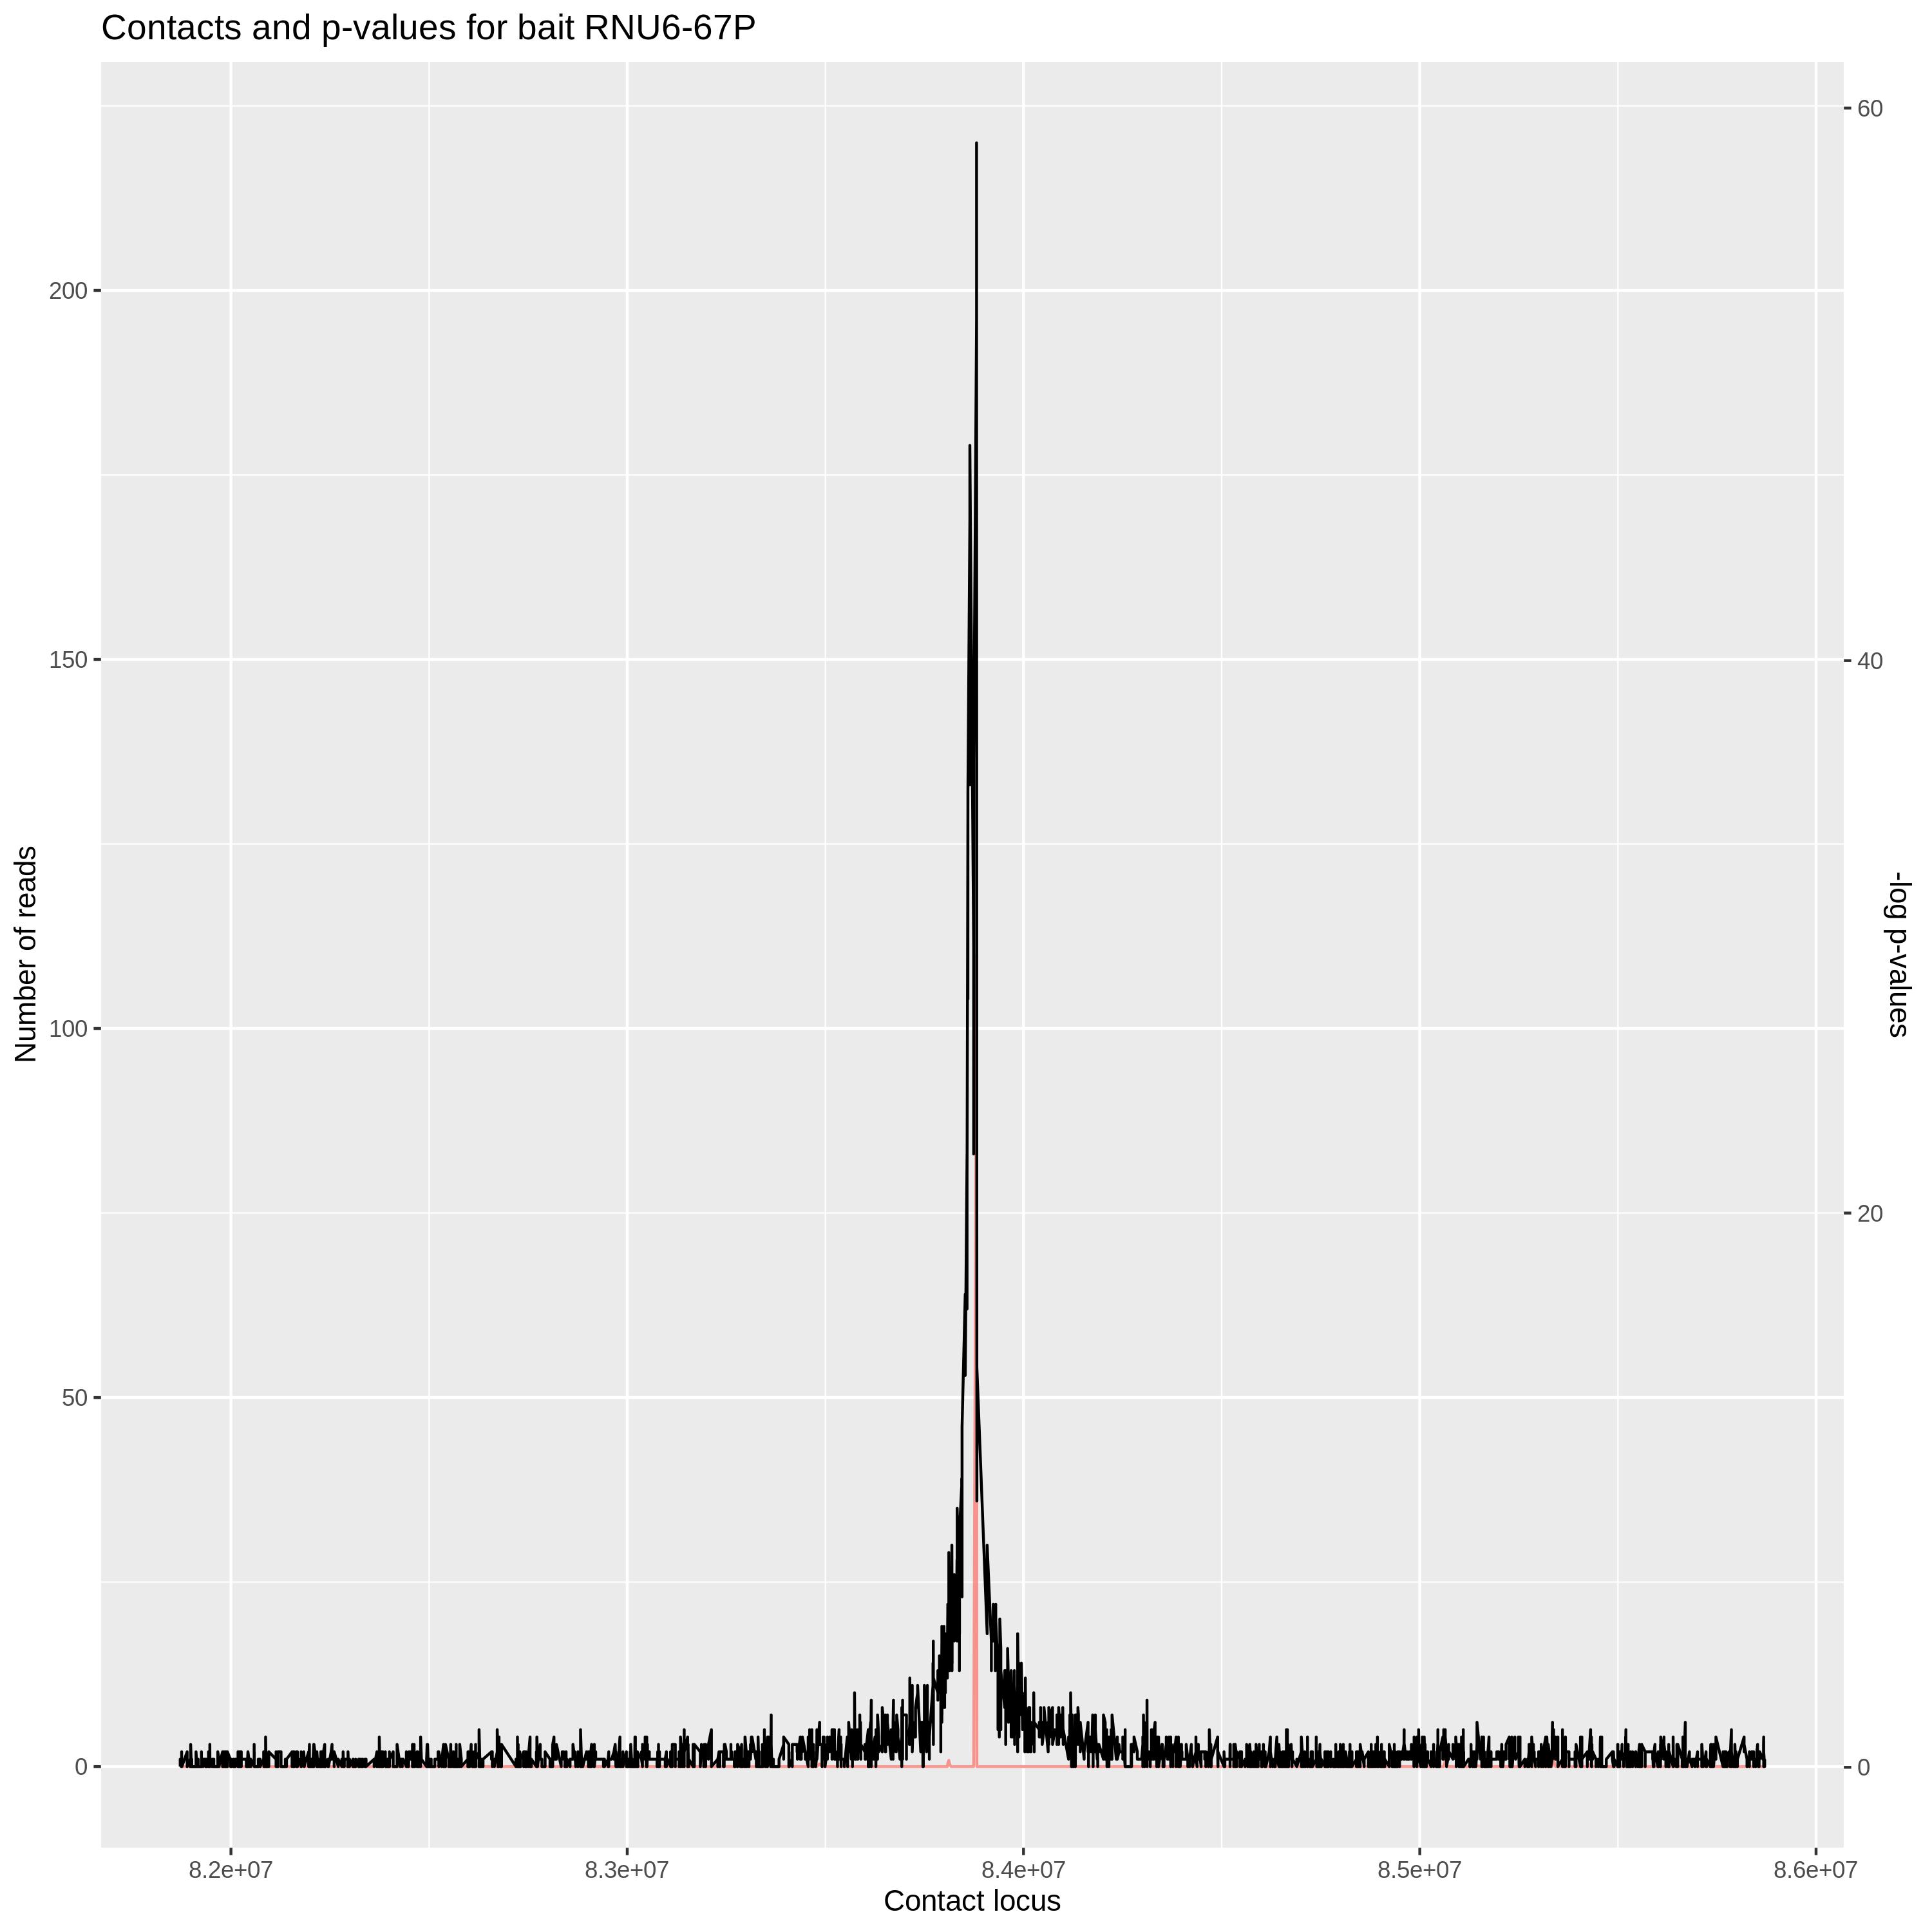 Contacts and p-values for bait RNU6-67P
60
200
150
40
Number of reads
-log p-values
100
20
50
0
0
8.2e+07
8.3e+07
8.4e+07
8.5e+07
8.6e+07
Contact locus